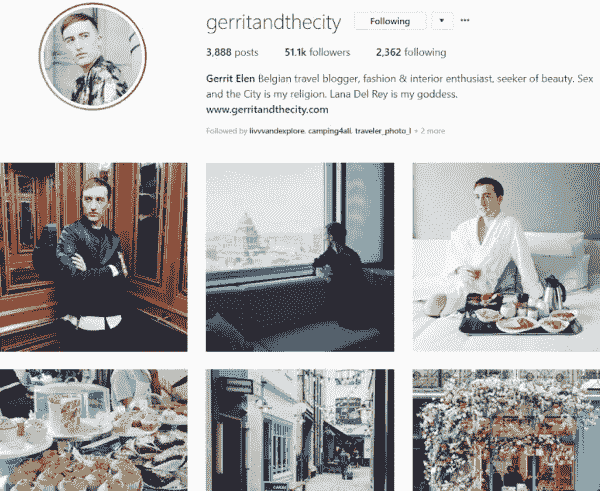 gerritandthecity Following
3,888 posts 51.1k followers 2,362 following
Gerrit Elen Belgian travel blogger, fashion & interior enthusiast, seeker of beauty. Sex
and the City is my religion. Lana Del Rey is my goddess.
www.gerritandthecity.com
Followed by livvvandexplore, camping4all, traveler_photo_l + 2 more